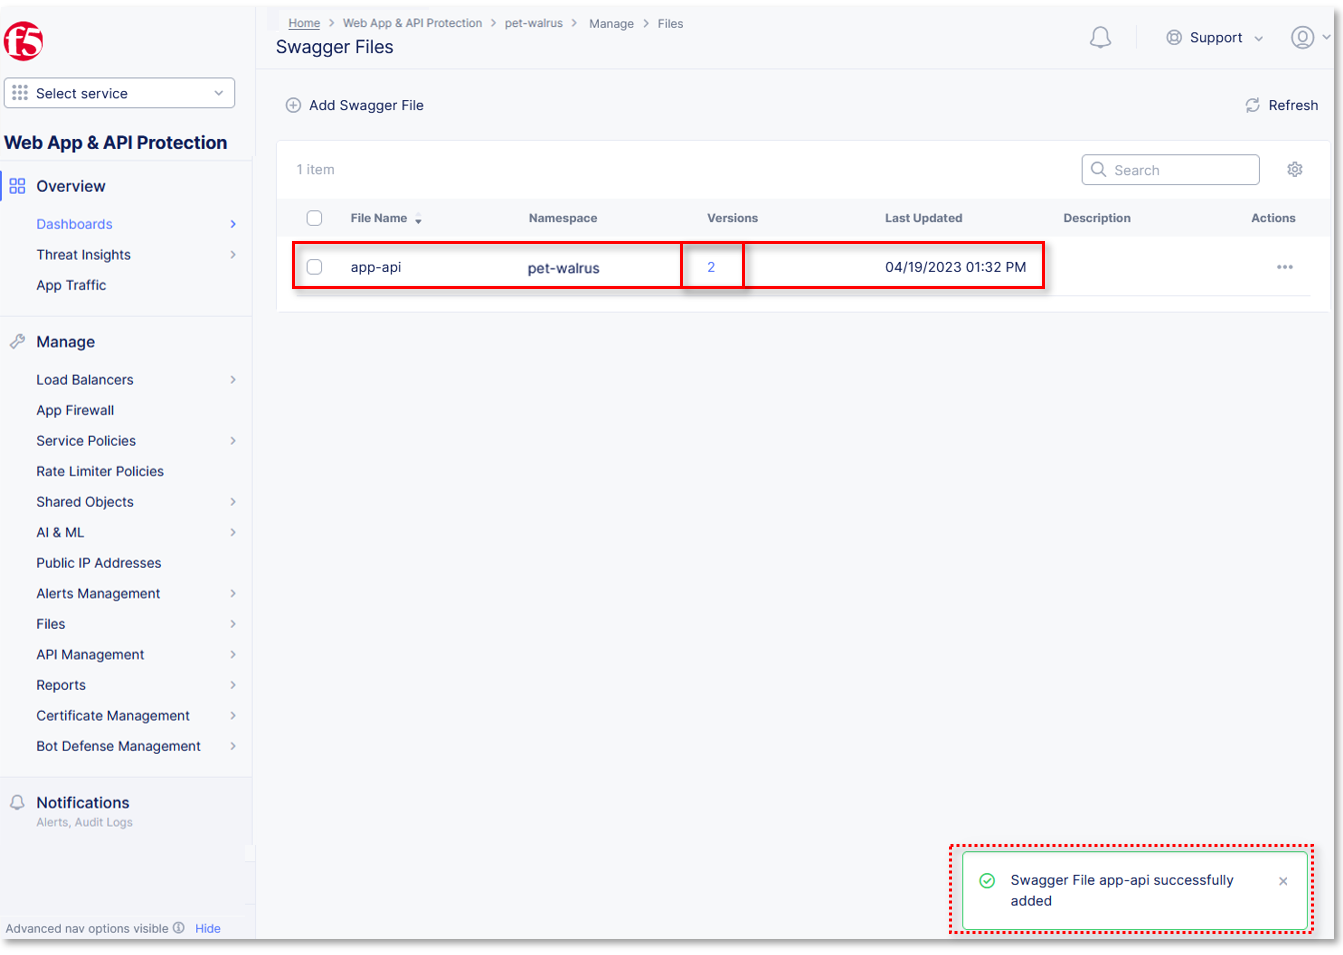 f5
Select service
Web App & API Protection
Overview
Dashboards
Threat Insights
App Traffic
Manage
Load Balancers
App Firewall
Service Policies
Rate Limiter Policies
Shared Objects
AI & ML
Public IP Addresses
Alerts Management
Files
API Management
Reports
Certificate Management
Bot Defense Management
Notifications
Alerts, Audit Logs
Advanced nav options visible Hide
Home > Web App & API Protection > pet-walrus > Manage > Files
Swagger Files
Support
Add Swagger File
Refresh
1 item
Search
File Name Namespace Versions Last Updated Description Actions
app-api pet-walrus 2 04/19/2023 01:32 PM
Swagger File app-api successfully
added